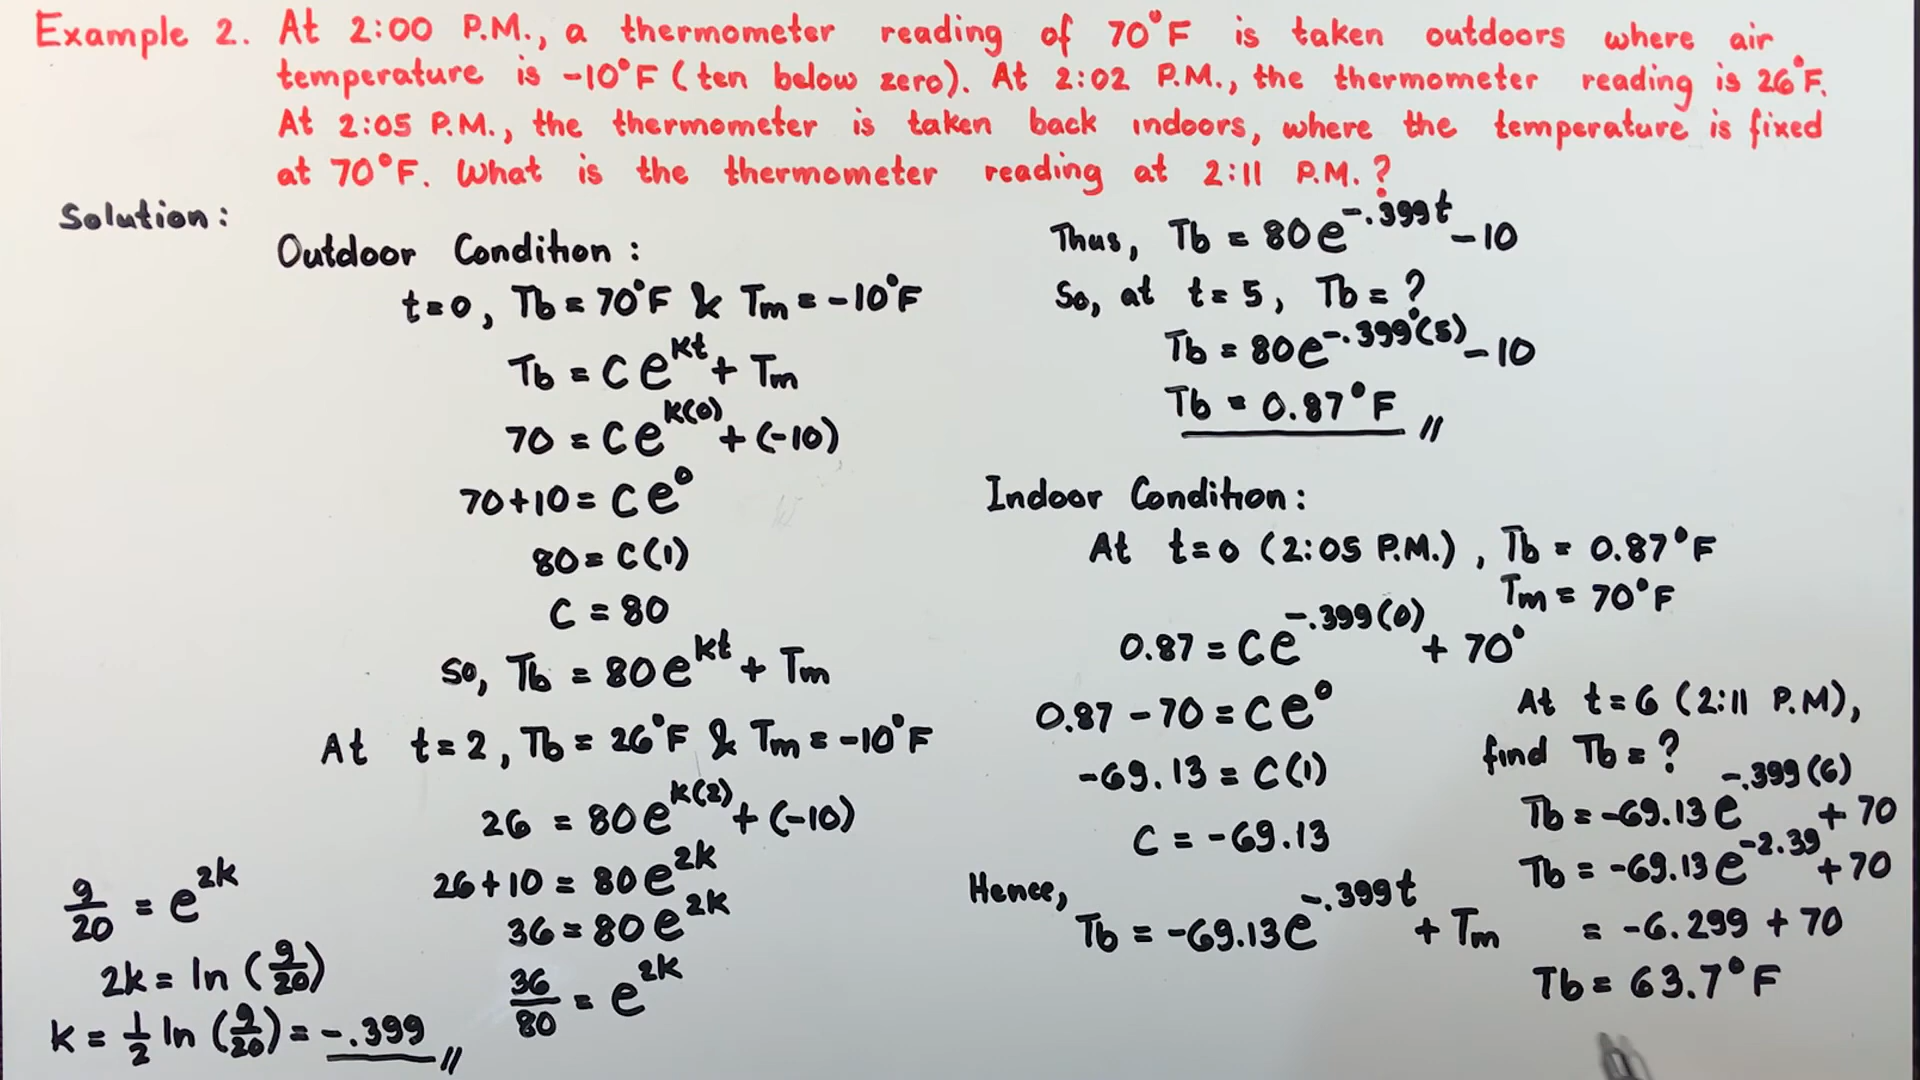 Example 2. At 2:00 P.M., a thermometer reading of 70°F is taken outdoors where air
temperature is -10°F (ten below zero). At 2:02 P.M., the thermometer reading is 26°F.
At 2:05 P.M., the thermometer is taken back indoors, where the temperature is fixed
at 70°F. What is the thermometer reading at 2:11 P.M.?
Solution:
Outdoor Condition:
t=0, Tb = 70°F & Tm = -10°F
Tb = Ce^kt + Tm
70 = Ce^k(0) + (-10)
70+10 = Ce^0
80 = C(1)
C = 80
So, Tb = 80e^kt + Tm
At t=2, Tb = 26°F & Tm = -10°F
26 = 80e^k(2) + (-10)
26+10 = 80e^2k
36 = 80e^2k
36/80 = e^2k
9/20 = e^2k
2k = ln (9/20)
k = 1/2 ln (9/20) = -.399 //
Thus, Tb = 80e^-.399t - 10
So, at t = 5, Tb = ?
Tb = 80e^-.399(5) - 10
Tb = 0.87°F //
Indoor Condition:
At t=0 (2:05 P.M.), Tb = 0.87°F
Tm = 70°F
0.87 = Ce^-.399(0) + 70°
0.87 - 70 = Ce^0
-69.13 = C(1)
C = -69.13
Hence,
Tb = -69.13e^-.399t + Tm
At t=6 (2:11 P.M),
find Tb = ?
Tb = -69.13e^-.399(6) + 70
Tb = -69.13e^-2.39 + 70
= -6.299 + 70
Tb = 63.7°F